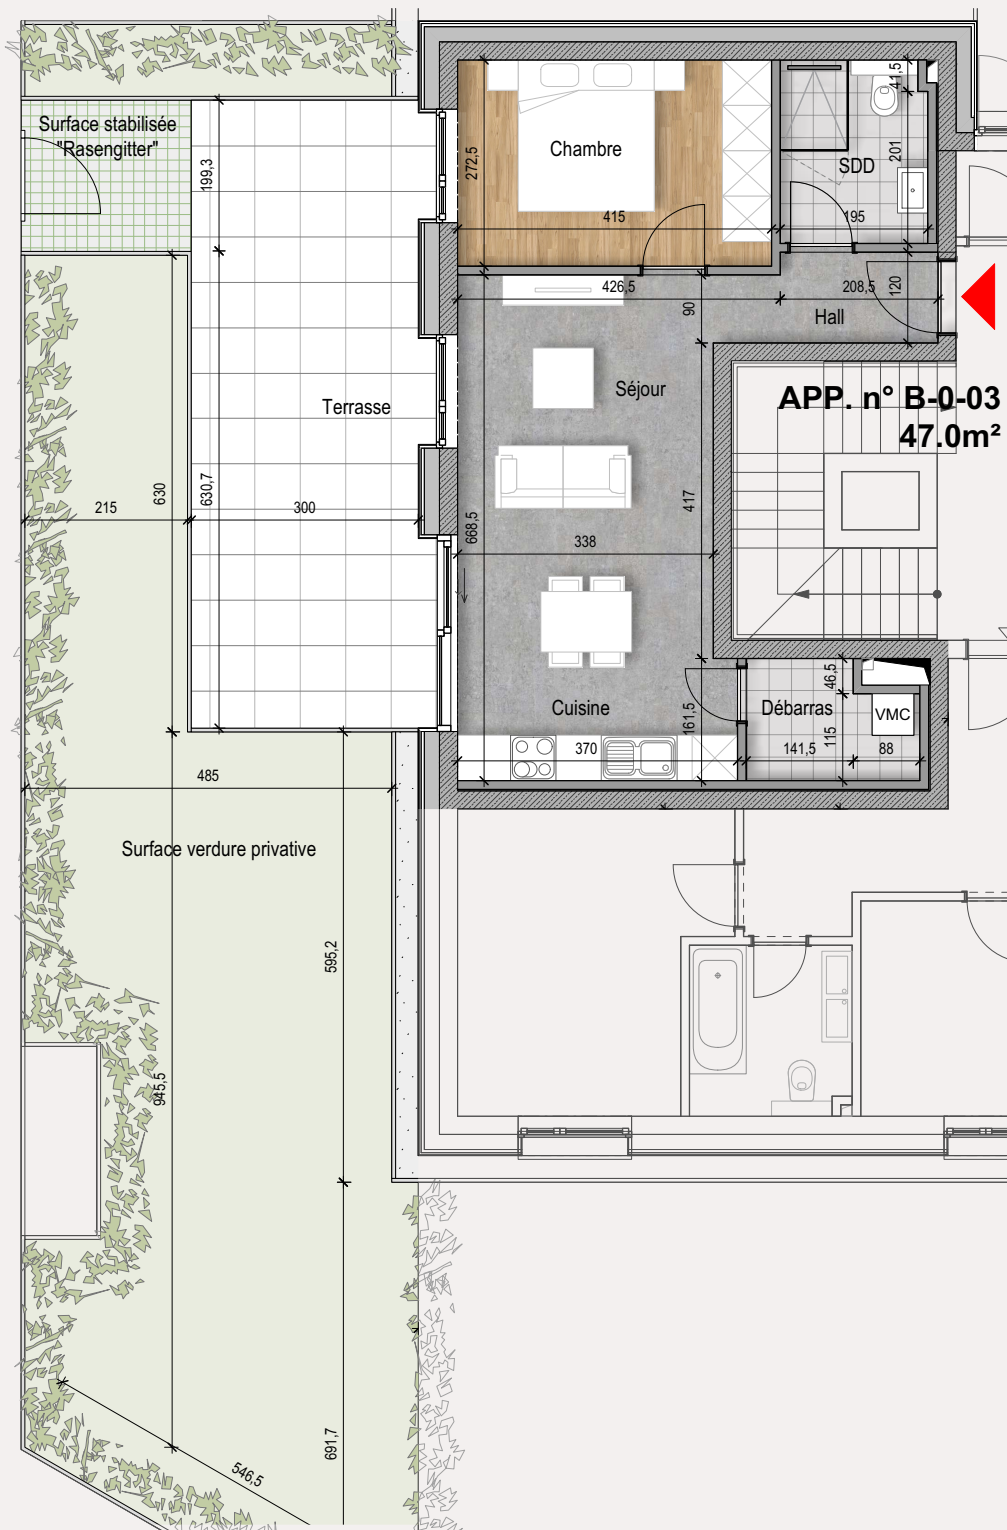 Surface stabilisée
"Rasengitter"
199,3
272,5
Chambre
415
41,5
201
SDD
195
426,5
90
208,5
120
Hall
Séjour
Terrasse
APP. n° B-0-03
47.0m²
215
630
630,7
300
668,5
417
338
Cuisine
161,5
370
Débarras
46,5
115
VMC
141,5
88
485
Surface verdure privative
595,2
945,5
691,7
546,5